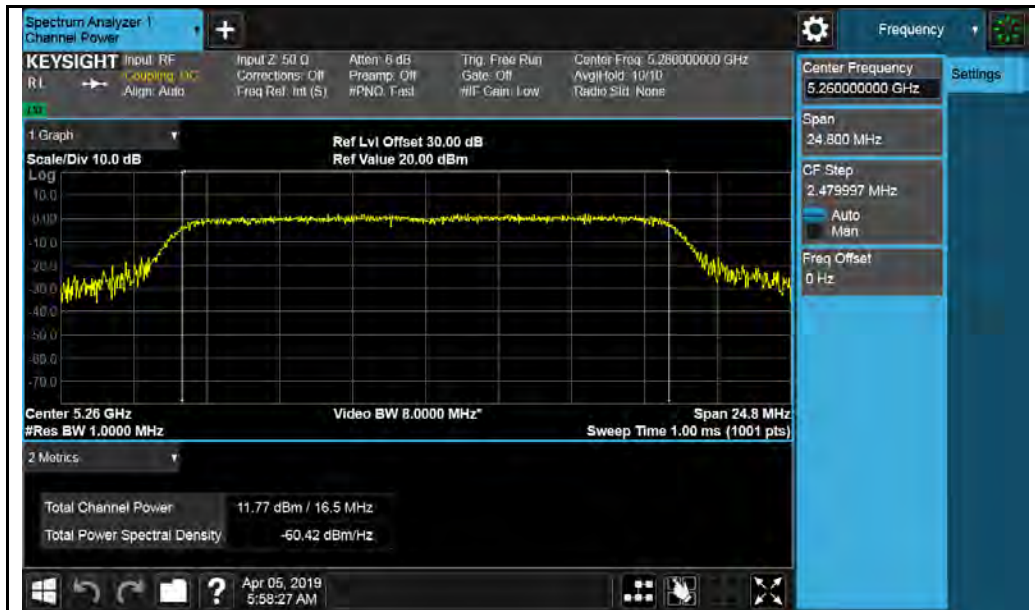 Spectrum Analyzer 1
Channel Power
+
Frequency
KEYSIGHT Input: RF
Input Z: 50 Ω
Atten: 6 dB
Trig: Free Run
Center Freq: 5.260000000 GHz
RL
Coupling: DC
Corrections: Off
Preamp: Off
Gate: Off
Avg|Hold: 10/10
Align: Auto
Freq Ref: Int (S)
#PNO: Fast
#IF Gain: Low
Radio Std: None
Center Frequency
5.260000000 GHz
Settings
Span
24.800 MHz
CF Step
2.479997 MHz
Auto
Man
Freq Offset
0 Hz
1 Graph
Ref Lvl Offset 30.00 dB
Scale/Div 10.0 dB
Ref Value 20.00 dBm
Log
10.0
0.00
-10.0
-20.0
-30.0
-40.0
-50.0
-60.0
-70.0
Center 5.26 GHz
Video BW 8.0000 MHz*
Span 24.8 MHz
#Res BW 1.0000 MHz
Sweep Time 1.00 ms (1001 pts)
2 Metrics
Total Channel Power
11.77 dBm / 16.5 MHz
Total Power Spectral Density
-60.42 dBm/Hz
?
Apr 05, 2019
5:58:27 AM